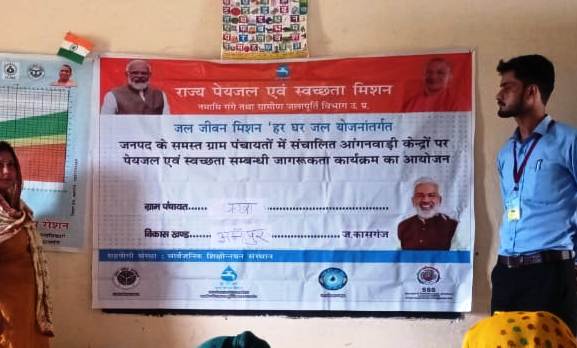 राज्य पेयजल एवं स्वच्छता मिशन
नमामि गंगे तथा ग्रामीण जलापूर्ति विभाग उ. प्र.
जल जीवन मिशन 'हर घर जल योजनांतर्गत
जनपद के समस्त ग्राम पंचायतों में संचालित आंगनवाड़ी केन्द्रों पर
पेयजल एवं स्वच्छता सम्बन्धी जागरूकता कार्यक्रम का आयोजन
ग्राम पंचायत......
विकास खण्ड.. ..................ज.कासगंज
सहयोगी संस्था : सार्वजनिक शिक्षोन्नयन संस्थान
SSS
राशन